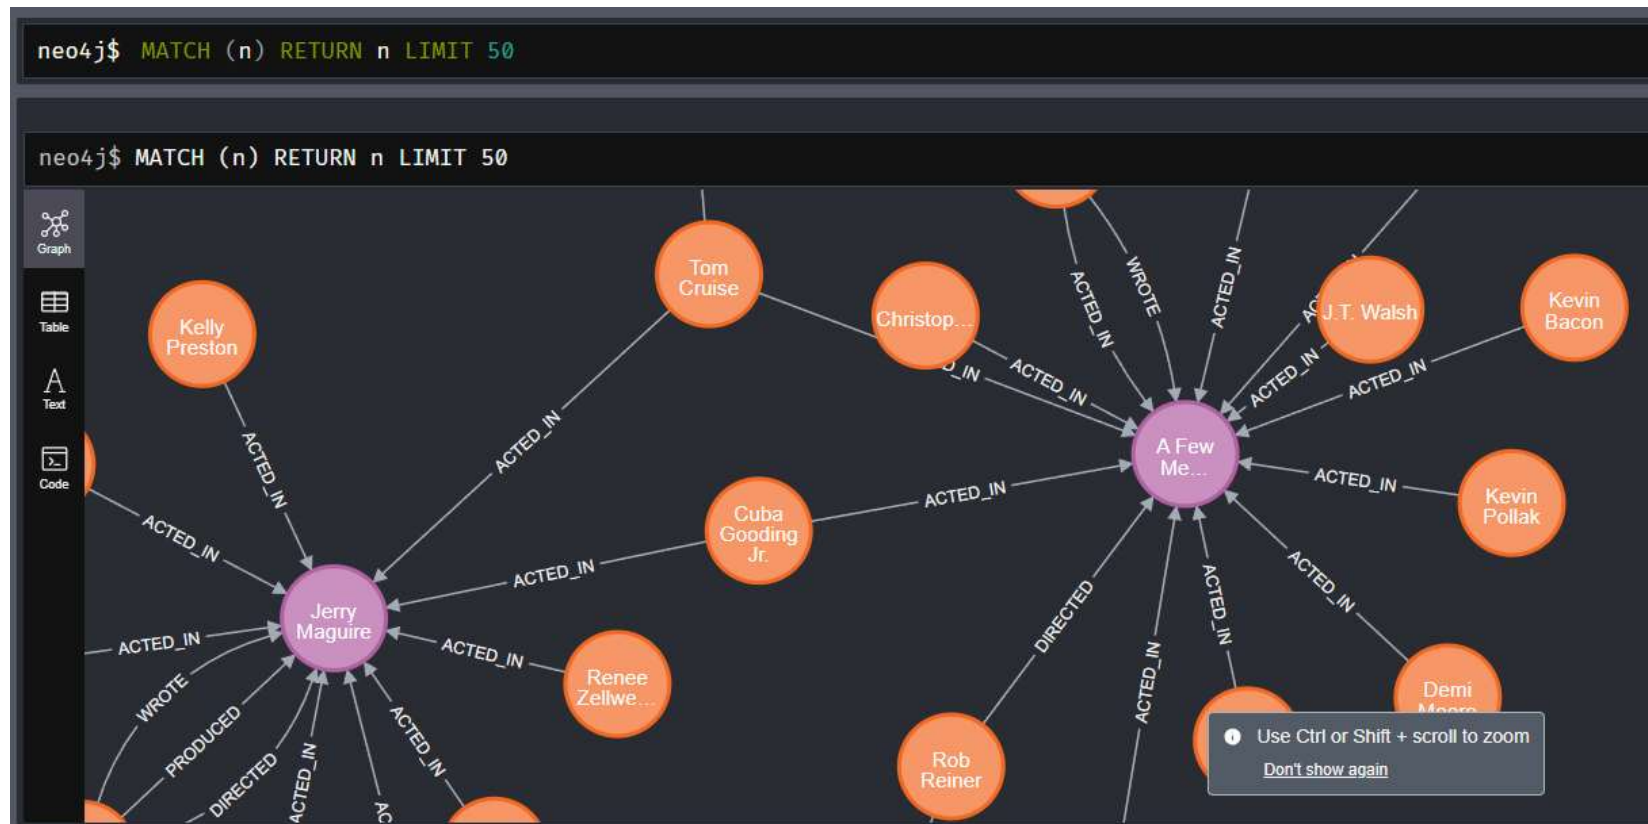 neo4j$ MATCH (n) RETURN n LIMIT 50
neo4j$ MATCH (n) RETURN n LIMIT 50
Graph
Table
Text
Code
Kelly
Preston
Tom
Cruise
Christop...
J.T. Walsh
Kevin
Bacon
A Few
Me...
Kevin
Pollak
Cuba
Gooding
Jr.
Jerry
Maguire
Renee
Zellwe...
Rob
Reiner
Demi
Moore
ACTED_IN
WROTE
ACTED_IN
ACTED_IN
ACTED_IN
ACTED_IN
ACTED_IN
ACTED_IN
ACTED_IN
ACTED_IN
ACTED_IN
ACTED_IN
ACTED_IN
ACTED_IN
DIRECTED
ACTED_IN
ACTED_IN
ACTED_IN
ACTED_IN
WROTE
PRODUCED
DIRECTED
ACTED_IN
ACTED_IN
Use Ctrl or Shift + scroll to zoom
Don't show again